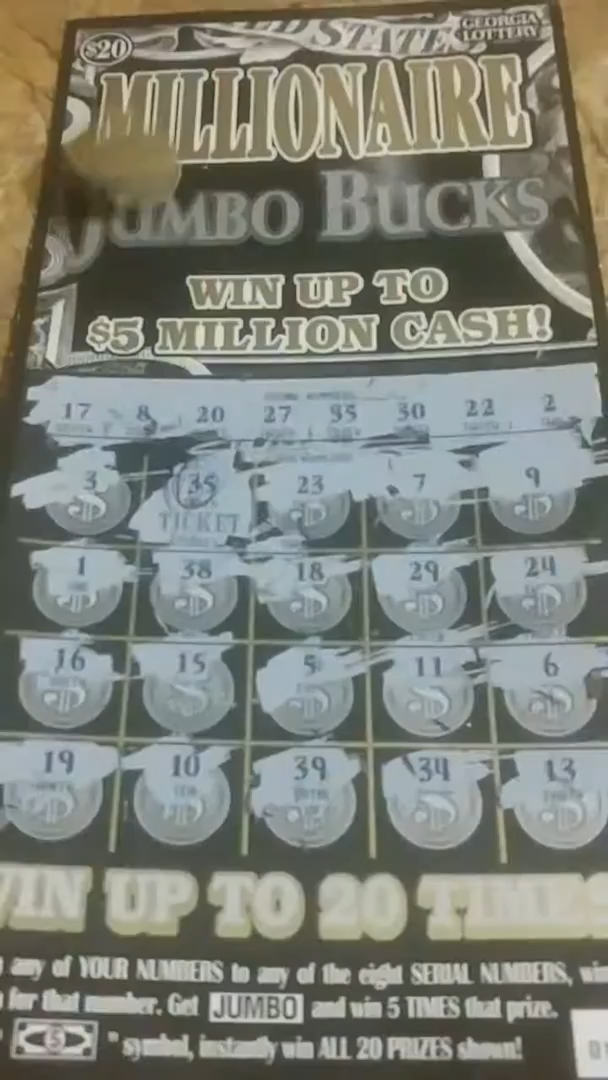 $20
UNITED STATES
GEORGIA
LOTTERY
MILLIONAIRE
JUMBO BUCKS
WIN UP TO
$5 MILLION CASH!
17 8 20 27 35 30 22 2
3 35 23 7 9
TICKET
1 38 18 29 24
16 15 5 11 6
19 10 39 34 13
TEN
WIN UP TO 20 TIMES
any of YOUR NUMBERS to any of the eight SERIAL NUMBERS, win
for that number. Get JUMBO and win 5 TIMES that prize.
" symbol, instantly win ALL 20 PRIZES shown!